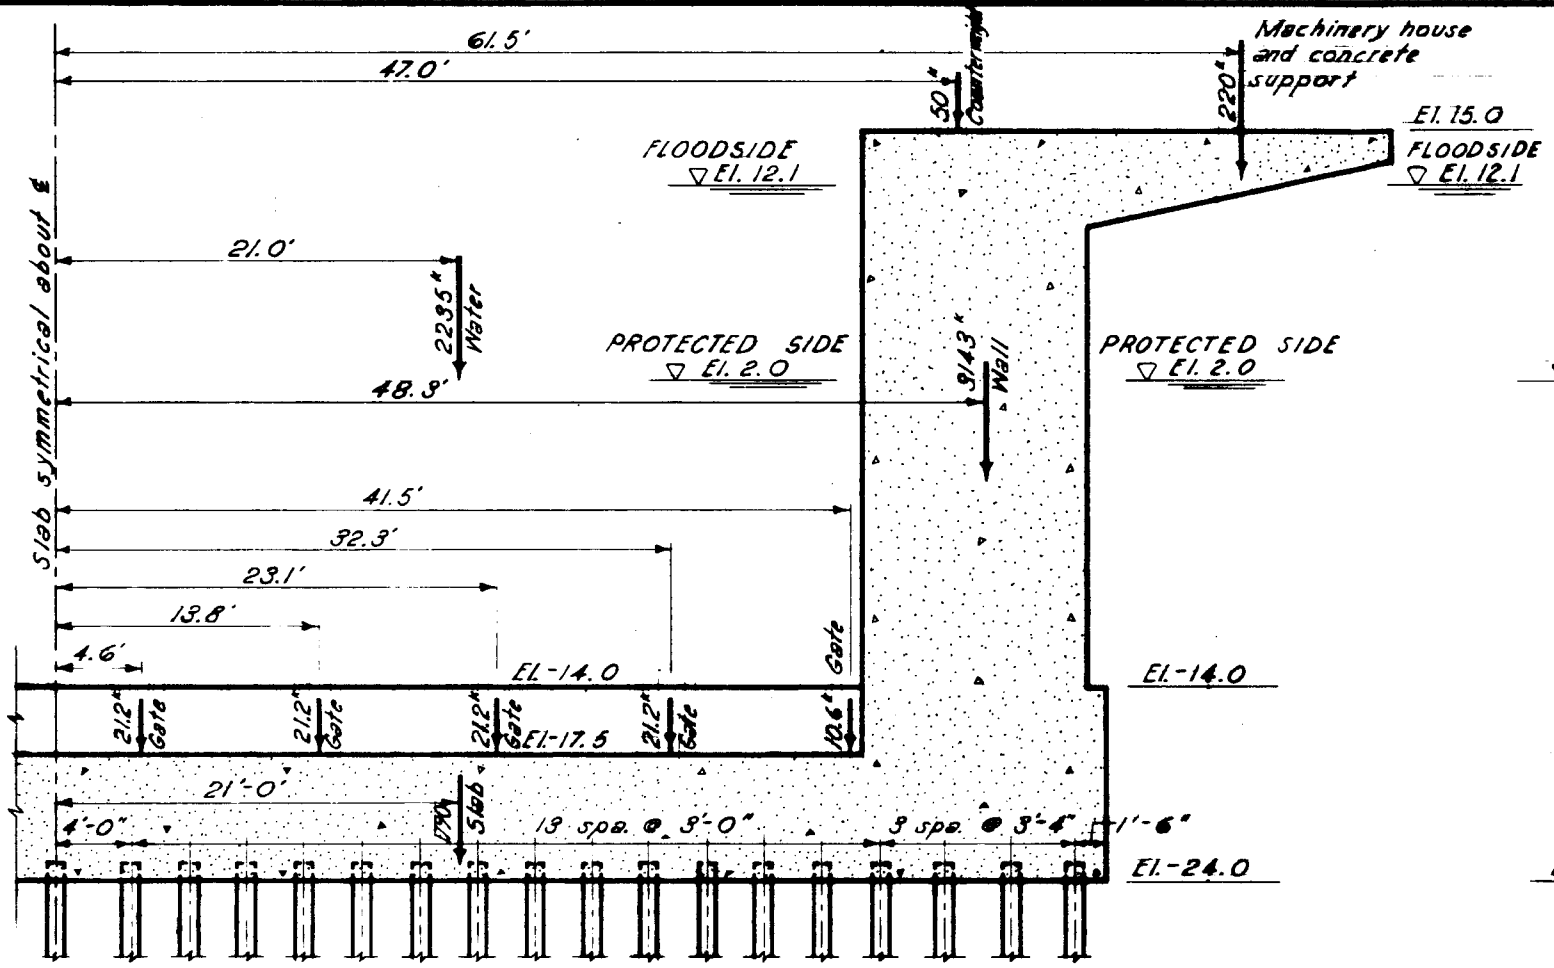 61.5'
47.0'
Machinery house
and concrete
support
50ᵏ
220ᵏ
El. 15.0
FLOODSIDE
▽ El. 12.1
FLOODSIDE
▽ El. 12.1
Slab symmetrical about ℄
21.0'
2235ᵏ
Water
PROTECTED SIDE
▽ El. 2.0
PROTECTED SIDE
▽ El. 2.0
48.3'
Wall
41.5'
32.3'
23.1'
13.8'
4.6'
El.-14.0
Gate
El.-14.0
21.2ᵏ
Gate
21.2ᵏ
Gate
21.2ᵏ
Gate
El.-17.5
21.2ᵏ
Gate
10.6ᵏ
21'-0"
Slab
4'-0"
13 spa. @ 3'-0"
3 spa. @ 3'-4"
1'-6"
El.-24.0